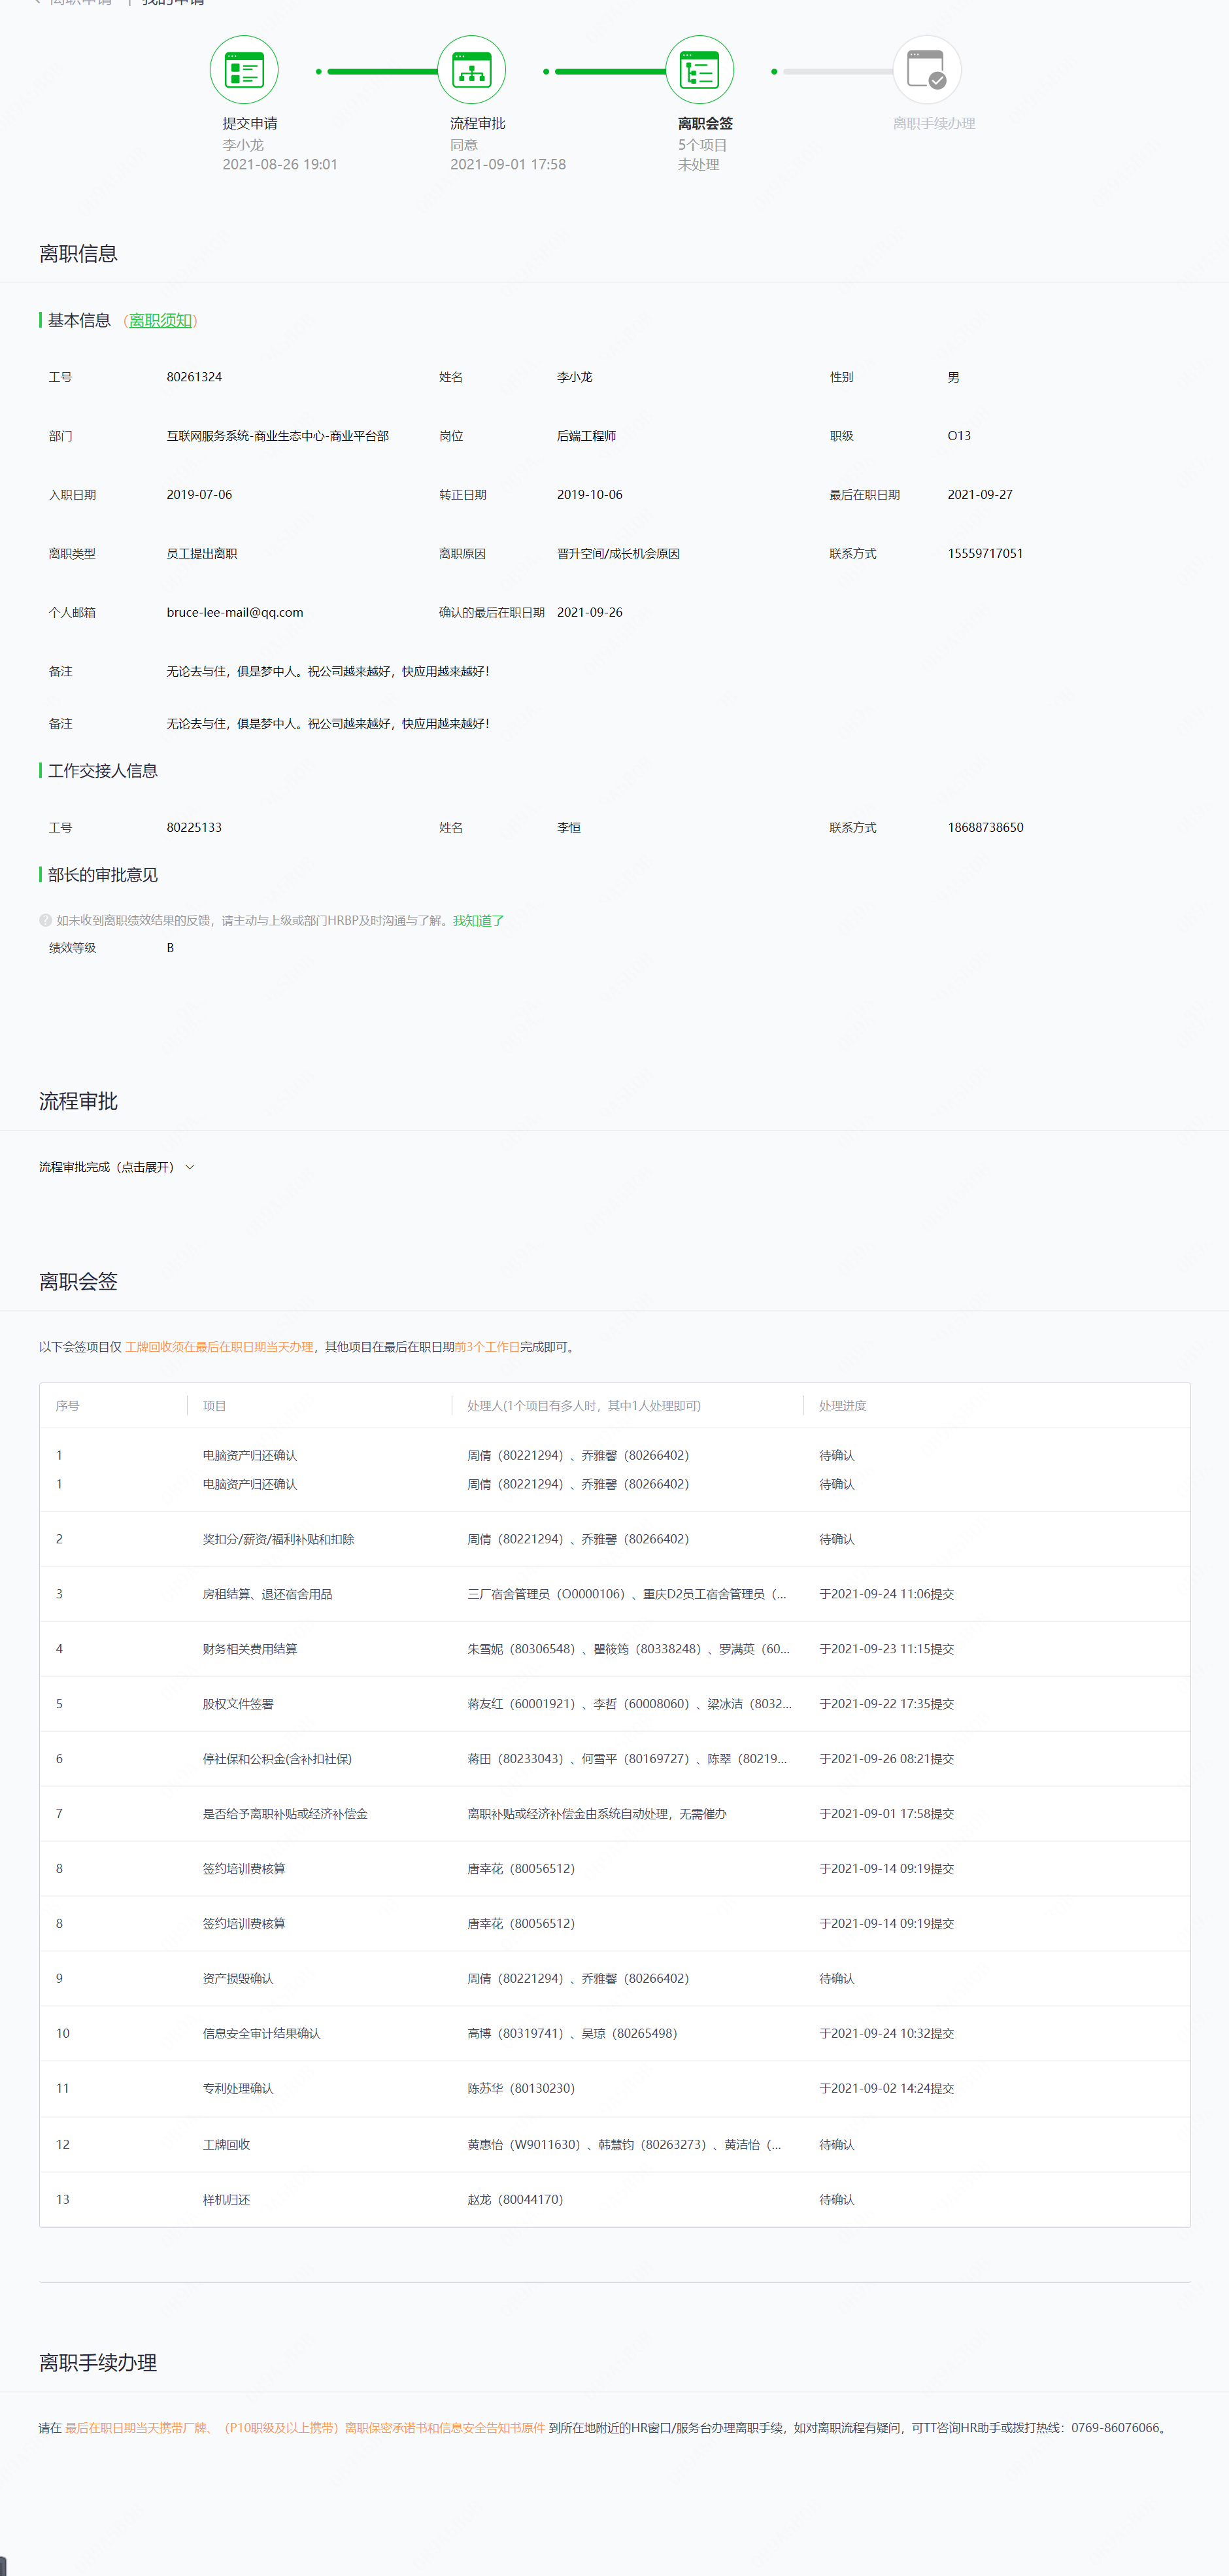 离职申请 | 我的申请
提交申请 流程审批 离职会签 离职手续办理
李小龙 同意 5个项目
2021-08-26 19:01 2021-09-01 17:58 未处理
离职信息
基本信息 （离职须知）
工号 80261324 姓名 李小龙 性别 男
部门 互联网服务系统-商业生态中心-商业平台部 岗位 后端工程师 职级 O13
入职日期 2019-07-06 转正日期 2019-10-06 最后在职日期 2021-09-27
离职类型 员工提出离职 离职原因 晋升空间/成长机会原因 联系方式 15559717051
个人邮箱 bruce-lee-mail@qq.com 确认的最后在职日期 2021-09-26
备注 无论去与住，俱是梦中人。祝公司越来越好，快应用越来越好！
备注 无论去与住，俱是梦中人。祝公司越来越好，快应用越来越好！
工作交接人信息
工号 80225133 姓名 李恒 联系方式 18688738650
部长的审批意见
如未收到离职绩效结果的反馈，请主动与上级或部门HRBP及时沟通与了解。我知道了
绩效等级 B
流程审批
流程审批完成（点击展开）
离职会签
以下会签项目仅 工牌回收须在最后在职日期当天办理，其他项目在最后在职日期前3个工作日完成即可。
序号 项目 处理人(1个项目有多人时，其中1人处理即可) 处理进度
1 电脑资产归还确认 周倩（80221294）、乔雅馨（80266402） 待确认
1 电脑资产归还确认 周倩（80221294）、乔雅馨（80266402） 待确认
2 奖扣分/薪资/福利补贴和扣除 周倩（80221294）、乔雅馨（80266402） 待确认
3 房租结算、退还宿舍用品 三厂宿舍管理员（O0000106）、重庆D2员工宿舍管理员（... 于2021-09-24 11:06提交
4 财务相关费用结算 朱雪妮（80306548）、瞿筱筠（80338248）、罗满英（60... 于2021-09-23 11:15提交
5 股权文件签署 蒋友红（60001921）、李哲（60008060）、梁冰洁（8032... 于2021-09-22 17:35提交
6 停社保和公积金(含补扣社保) 蒋田（80233043）、何雪平（80169727）、陈翠（80219... 于2021-09-26 08:21提交
7 是否给予离职补贴或经济补偿金 离职补贴或经济补偿金由系统自动处理，无需催办 于2021-09-01 17:58提交
8 签约培训费核算 唐幸花（80056512） 于2021-09-14 09:19提交
8 签约培训费核算 唐幸花（80056512） 于2021-09-14 09:19提交
9 资产损毁确认 周倩（80221294）、乔雅馨（80266402） 待确认
10 信息安全审计结果确认 高博（80319741）、吴琼（80265498） 于2021-09-24 10:32提交
11 专利处理确认 陈苏华（80130230） 于2021-09-02 14:24提交
12 工牌回收 黄惠怡（W9011630）、韩慧钧（80263273）、黄洁怡（... 待确认
13 样机归还 赵龙（80044170） 待确认
离职手续办理
请在 最后在职日期当天携带厂牌、（P10职级及以上携带）离职保密承诺书和信息安全告知书原件 到所在地附近的HR窗口/服务台办理离职手续，如对离职流程有疑问，可TT咨询HR助手或拨打热线：0769-86076066。